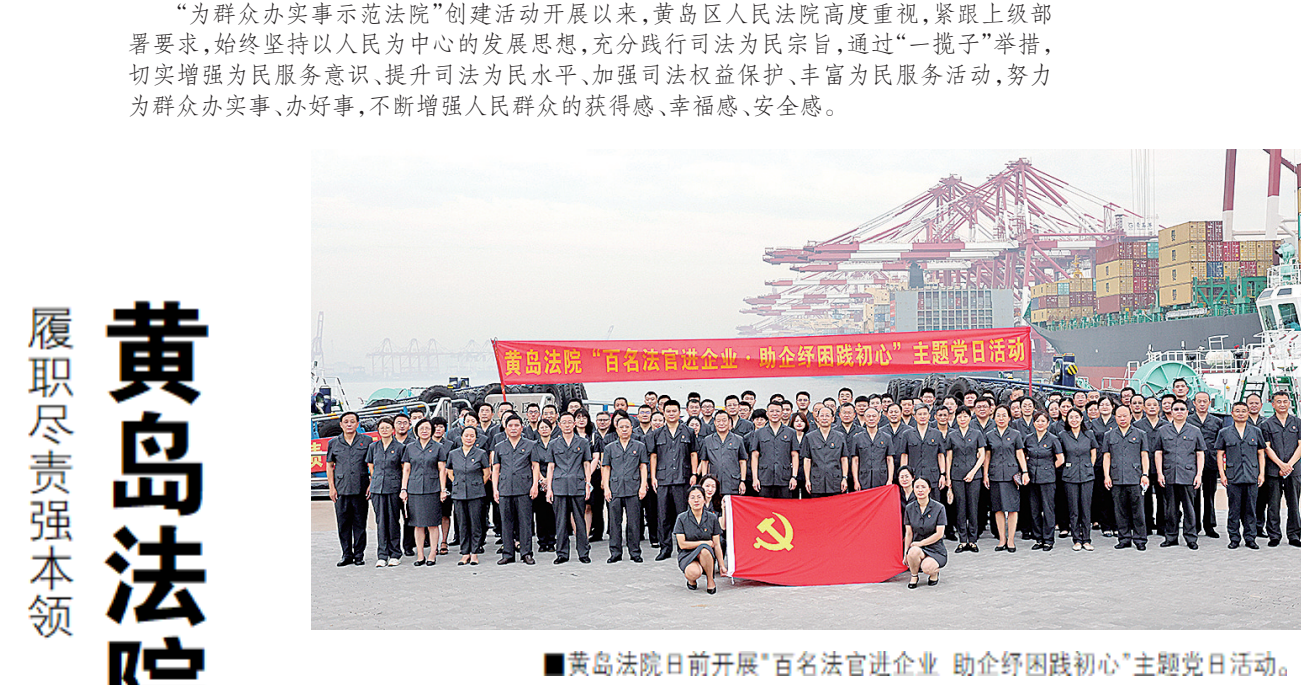 “为群众办实事示范法院”创建活动开展以来，黄岛区人民法院高度重视，紧跟上级部
署要求，始终坚持以人民为中心的发展思想，充分践行司法为民宗旨，通过“一揽子”举措，
切实增强为民服务意识、提升司法为民水平、加强司法权益保护、丰富为民服务活动，努力
为群众办实事、办好事，不断增强人民群众的获得感、幸福感、安全感。
履职尽责强本领
黄岛法院
黄岛法院“百名法官进企业·助企纾困践初心”主题党日活动
责
■黄岛法院日前开展“百名法官进企业 助企纾困践初心”主题党日活动。